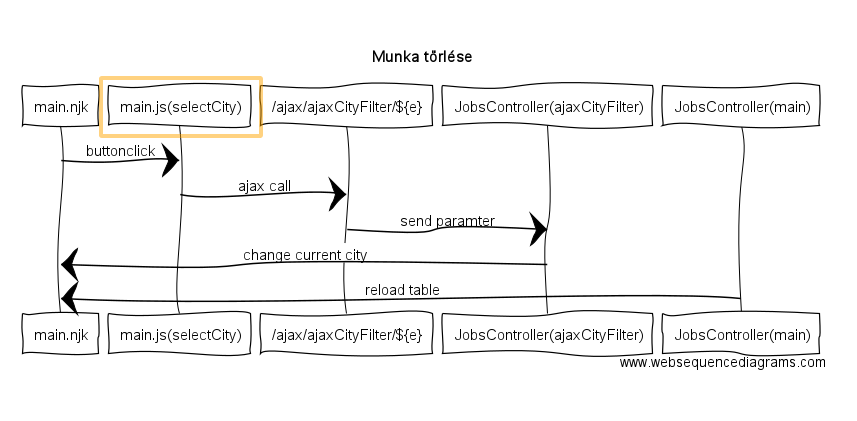 Munka törlése
main.njk
main.js(selectCity)
/ajax/ajaxCityFilter/${e}
JobsController(ajaxCityFilter)
JobsController(main)
buttonclick
ajax call
send paramter
change current city
reload table
main.njk
main.js(selectCity)
/ajax/ajaxCityFilter/${e}
JobsController(ajaxCityFilter)
JobsController(main)
www.websequencediagrams.com